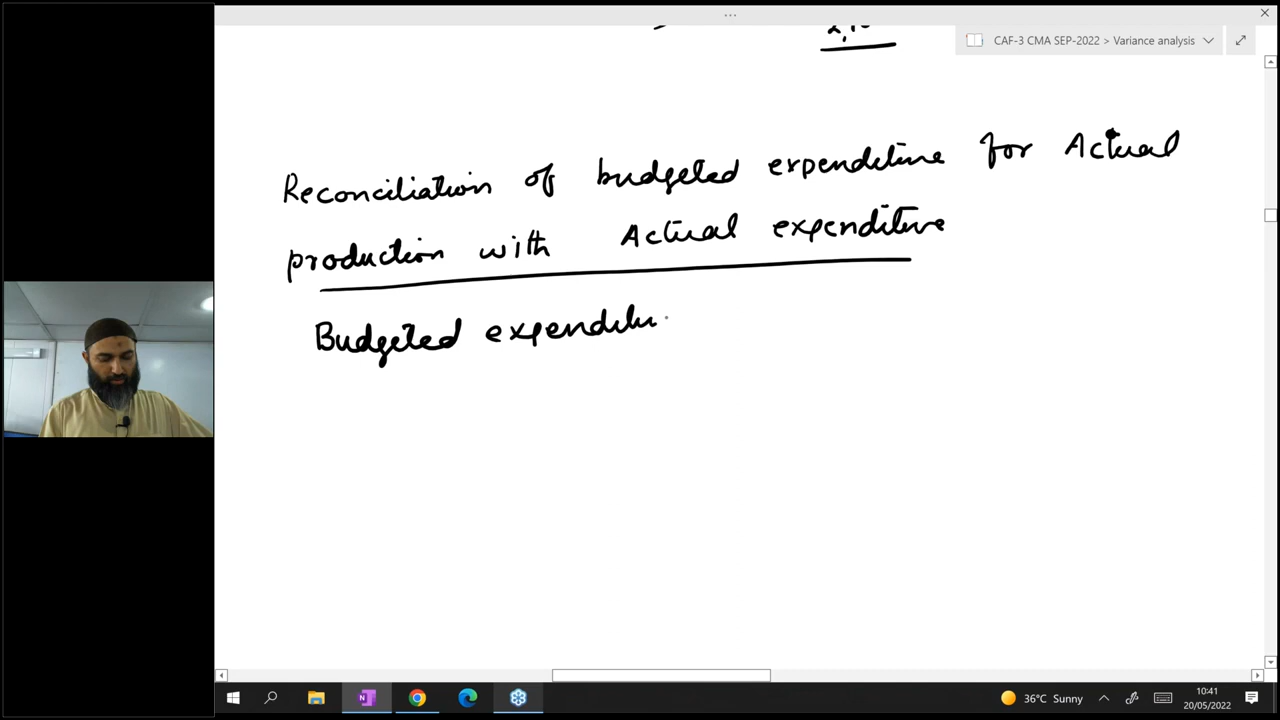 CAF-3 CMA SEP-2022 > Variance analysis
Reconciliation of budgeted expenditure for Actual
production with Actual expenditure
Budgeted expenditu
36°C Sunny
10:41
20/05/2022